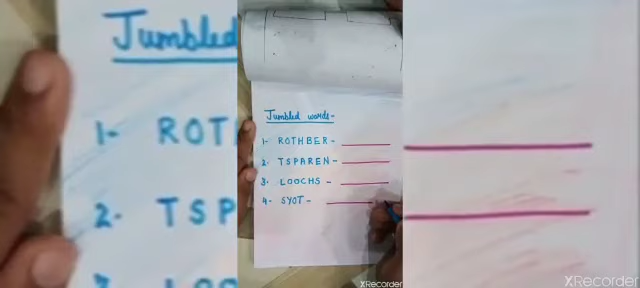 Jumbled words-
1- ROTHBER-
2. TSPAREN-
3. LOOCHS -
4- SYOT-
XRecorder
Jumbled
1- ROT
2. TSP
XRecorder